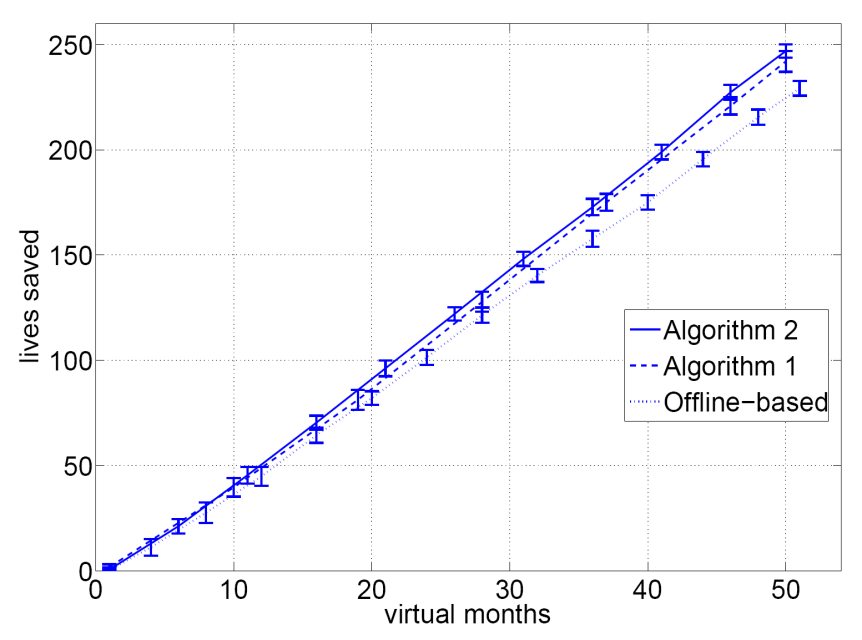 250
200
150
100
50
0
lives saved
Algorithm 2
Algorithm 1
Offline−based
0 10 20 30 40 50
virtual months